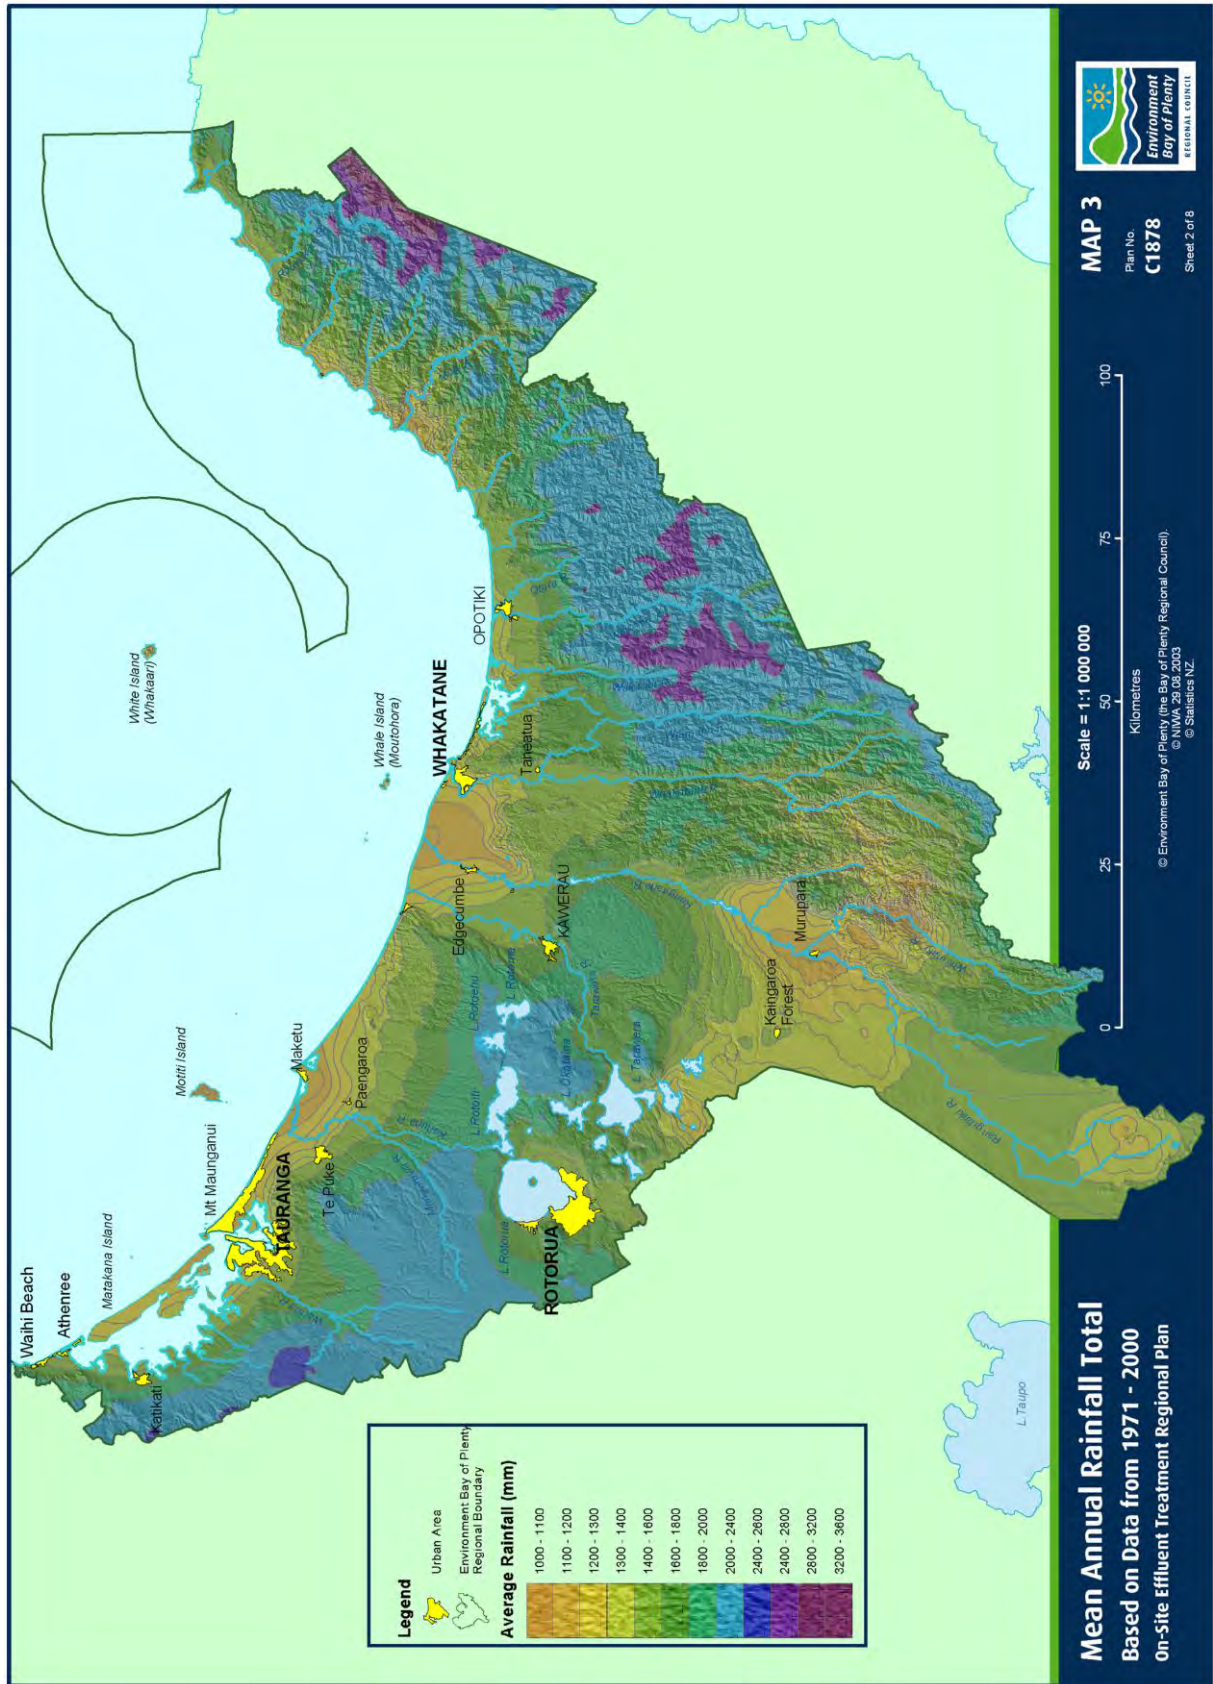 Waihi Beach
Athenree
Matakana Island
Katikati
Mt Maunganui
TAURANGA
Te Puke
Motiti Island
Maketu
Paengaroa
Kaituna R.
L.Rotorua
ROTORUA
L.Rotoiti
L.Rotoehu
L.Rotoma
L.Okataina
L.Tarawera
Tarawera R.
Edgecumbe
KAWERAU
White Island
(Whakaari)
Whale Island
(Moutohora)
WHAKATANE
Taneatua
OPOTIKI
Rangitaiki R.
Murupara
Kaingaroa
Forest
Rangitaiki R.
L.Taupo
Legend
Urban Area
Environment Bay of Plenty
Regional Boundary
Average Rainfall (mm)
1000 - 1100
1100 - 1200
1200 - 1300
1300 - 1400
1400 - 1600
1600 - 1800
1800 - 2000
2000 - 2400
2400 - 2600
2400 - 2800
2800 - 3200
3200 - 3600
Mean Annual Rainfall Total
Based on Data from 1971 - 2000
On-Site Effluent Treatment Regional Plan
Scale = 1:1 000 000
0 25 50 75 100
Kilometres
© Environment Bay of Plenty (the Bay of Plenty Regional Council).
© NIWA 29.08.2003
© Statistics NZ.
MAP 3
Plan No.
C1878
Sheet 2 of 8
Environment
Bay of Plenty
REGIONAL COUNCIL